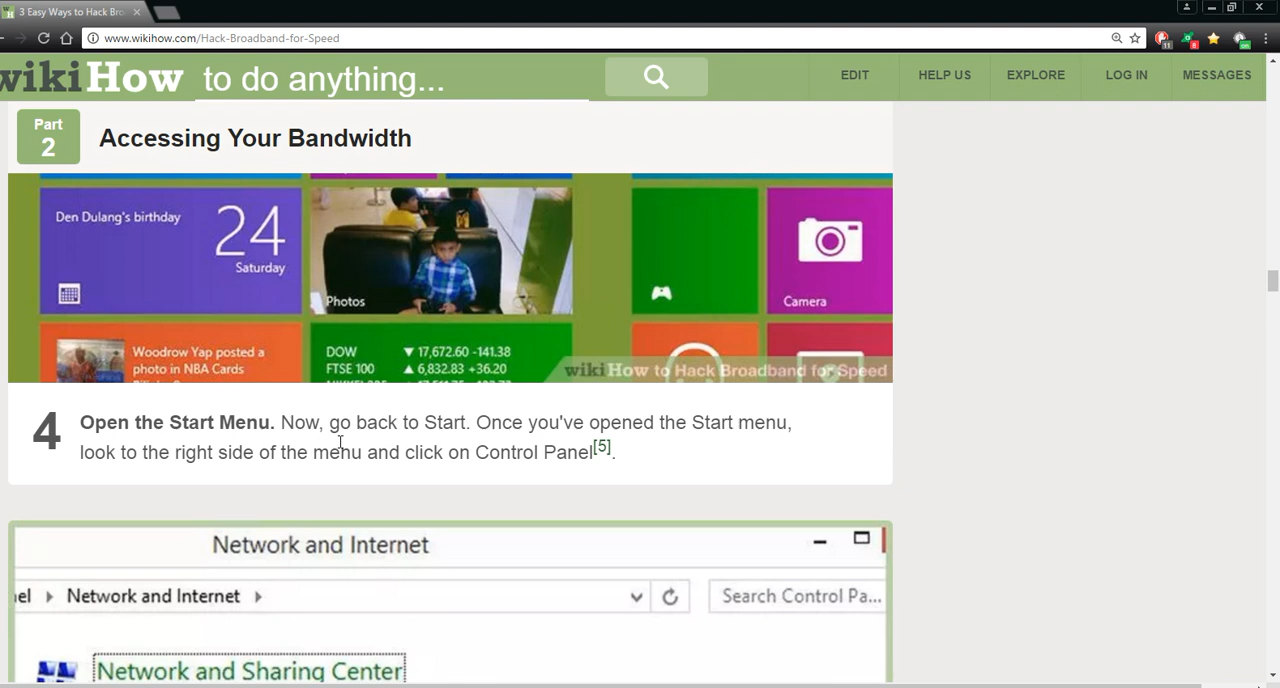 3 Easy Ways to Hack Bro
www.wikihow.com/Hack-Broadband-for-Speed
11
8
on
wikiHow to do anything...
EDIT
HELP US
EXPLORE
LOG IN
MESSAGES
Part
2
Accessing Your Bandwidth
Den Dulang's birthday
24
Saturday
Photos
Camera
Woodrow Yap posted a
photo in NBA Cards
DOW ▼ 17,672.60 -141.38
FTSE 100 ▲ 6,832.83 +36.20
wikiHow to Hack Broadband for Speed
4
Open the Start Menu. Now, go back to Start. Once you've opened the Start menu,
look to the right side of the menu and click on Control Panel[5].
Network and Internet
el ▸ Network and Internet ▸
Search Control Pa...
Network and Sharing Center